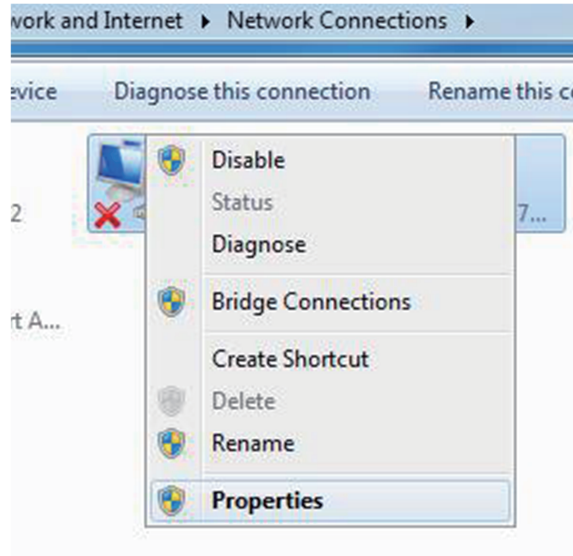 work and Internet ▸ Network Connections ▸
evice Diagnose this connection Rename this c
Disable
Status
2 7...
Diagnose
Bridge Connections
rt A...
Create Shortcut
Delete
Rename
Properties